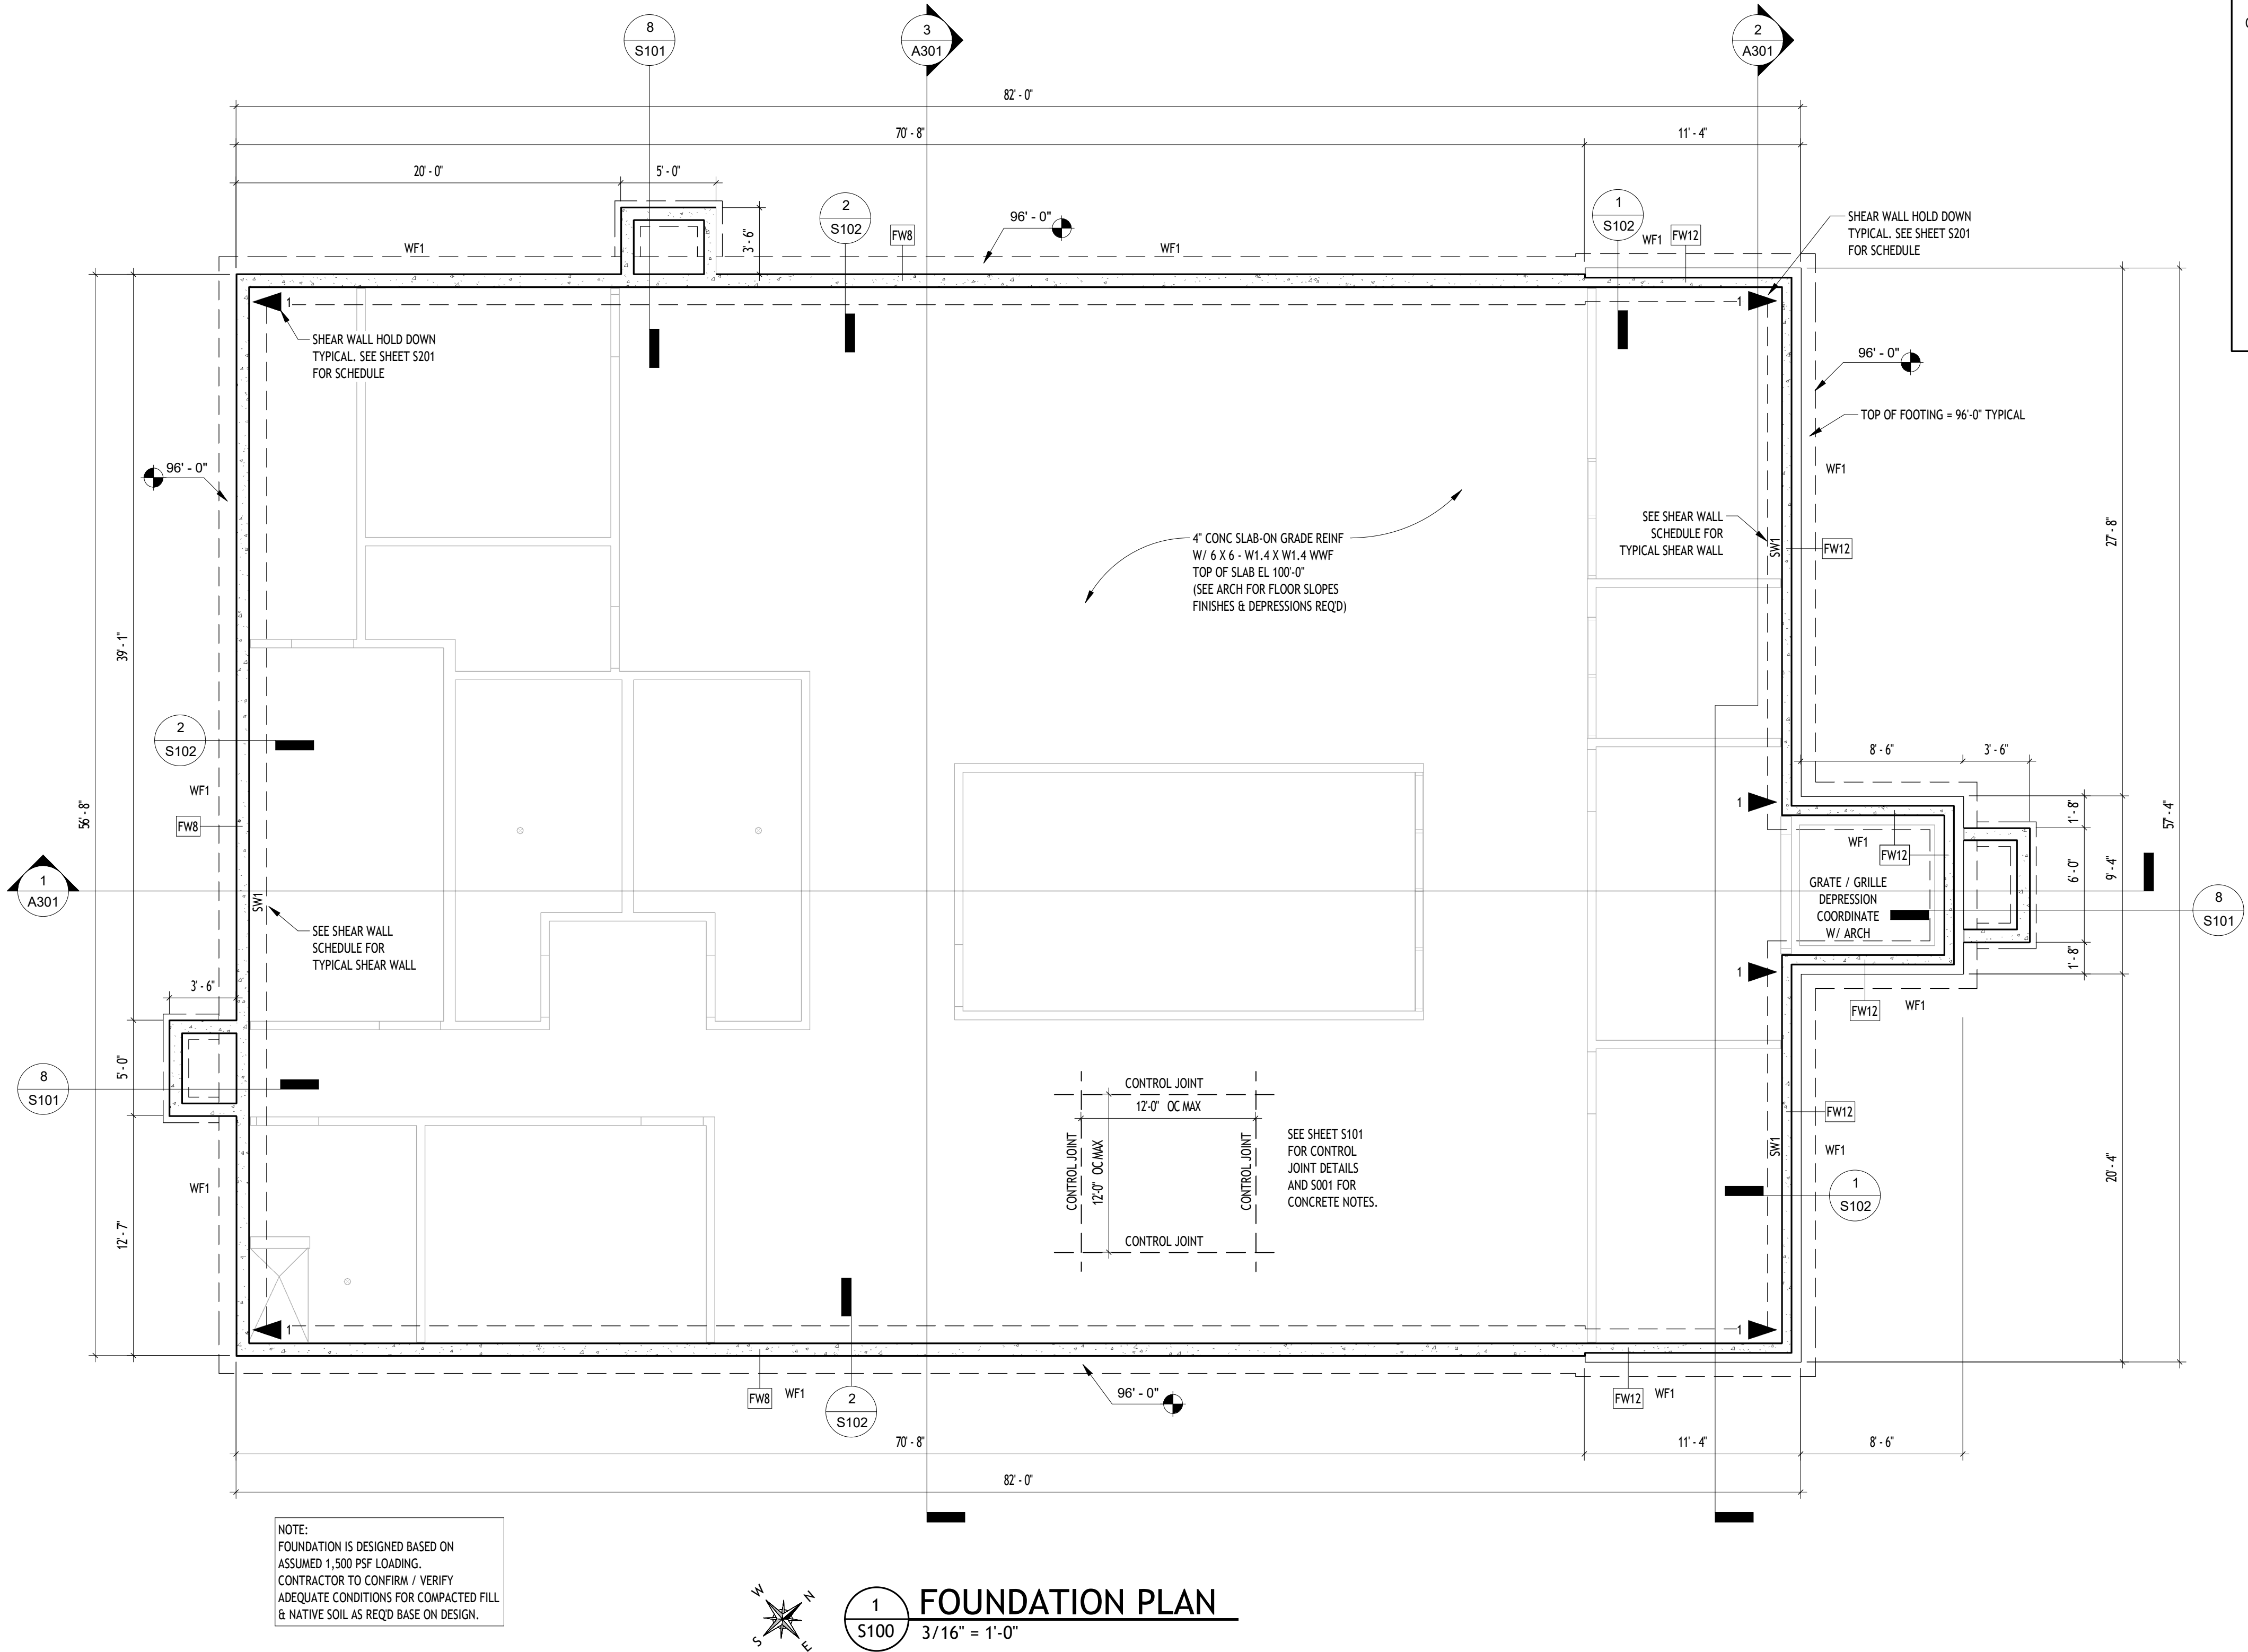 8
S101
3
A301
2
A301
82' - 0"
70' - 8"
11' - 4"
20' - 0"
5' - 0"
3' - 6"
2
S102
FW8
96' - 0"
1
S102
WF1
FW12
WF1
WF1
SHEAR WALL HOLD DOWN
TYPICAL. SEE SHEET S201
FOR SCHEDULE
1
1
SHEAR WALL HOLD DOWN
TYPICAL. SEE SHEET S201
FOR SCHEDULE
96' - 0"
TOP OF FOOTING = 96'-0" TYPICAL
96' - 0"
WF1
4" CONC SLAB-ON GRADE REINF
W/ 6 X 6 - W1.4 X W1.4 WWF
TOP OF SLAB EL 100'-0"
(SEE ARCH FOR FLOOR SLOPES
FINISHES & DEPRESSIONS REQ'D)
SEE SHEAR WALL
SCHEDULE FOR
TYPICAL SHEAR WALL
SW1
FW12
27' - 8"
57' - 4"
39' - 1"
56' - 8"
2
S102
WF1
FW8
8' - 6"
3' - 6"
1
1' - 8"
6' - 0"
9' - 4"
1' - 8"
WF1
FW12
GRATE / GRILLE
DEPRESSION
COORDINATE
W/ ARCH
1
A301
8
S101
SW1
SEE SHEAR WALL
SCHEDULE FOR
TYPICAL SHEAR WALL
1
FW12
WF1
3' - 6"
5' - 0"
8
S101
CONTROL JOINT
12'-0" OC MAX
CONTROL JOINT
12'-0" OC MAX
CONTROL JOINT
CONTROL JOINT
SEE SHEET S101
FOR CONTROL
JOINT DETAILS
AND S001 FOR
CONCRETE NOTES.
FW12
SW1
WF1
1
S102
20' - 4"
WF1
12' - 7"
1
1
FW8
WF1
2
S102
96' - 0"
FW12
WF1
70' - 8"
11' - 4"
8' - 6"
82' - 0"
NOTE:
FOUNDATION IS DESIGNED BASED ON
ASSUMED 1,500 PSF LOADING.
CONTRACTOR TO CONFIRM / VERIFY
ADEQUATE CONDITIONS FOR COMPACTED FILL
& NATIVE SOIL AS REQ'D BASE ON DESIGN.
W
N
S
E
1
S100
FOUNDATION PLAN
3/16" = 1'-0"